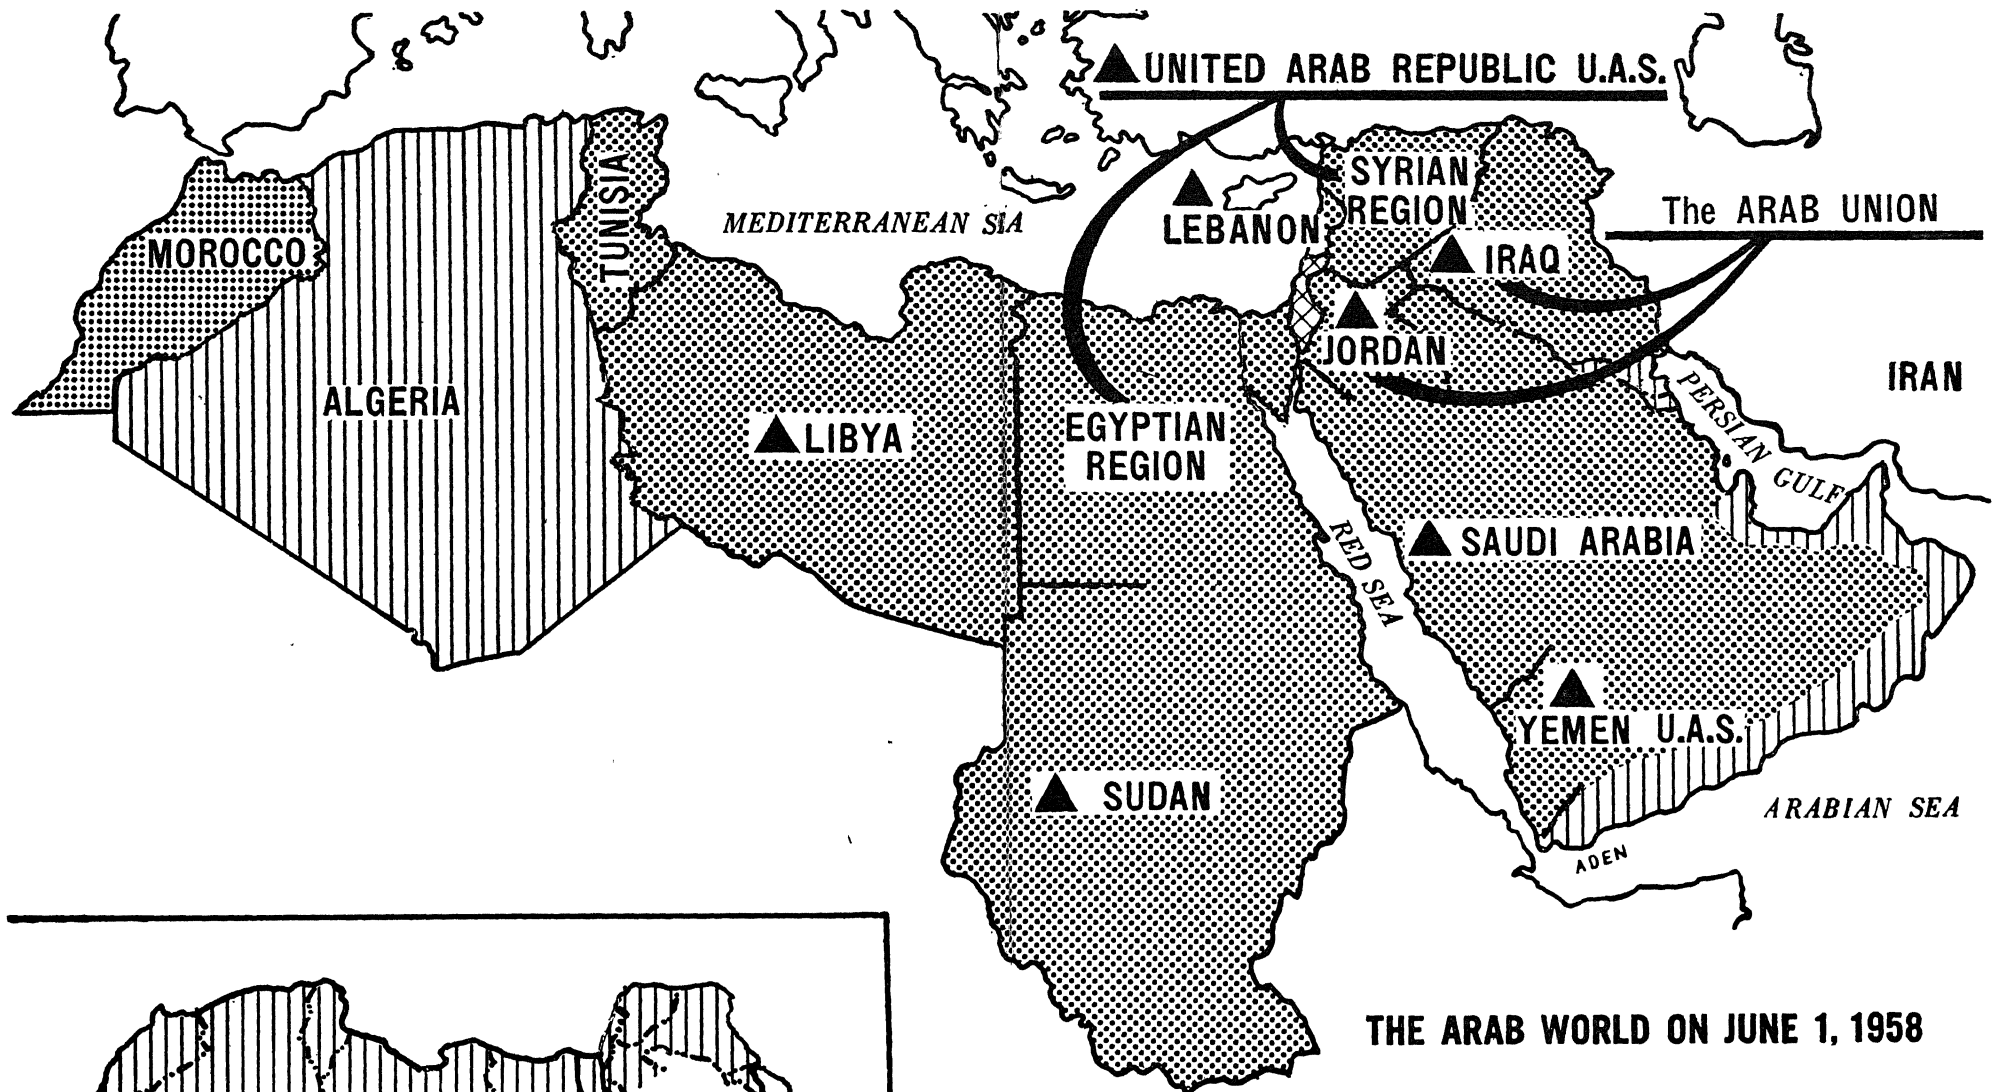 ▲UNITED ARAB REPUBLIC U.A.S.
SYRIAN
REGION
The ARAB UNION
TUNISIA
MEDITERRANEAN SEA
▲
LEBANON
MOROCCO
▲ IRAQ
▲
JORDAN
IRAN
PERSIAN GULF
ALGERIA
▲LIBYA
EGYPTIAN
REGION
RED SEA
▲ SAUDI ARABIA
▲
YEMEN U.A.S.
▲ SUDAN
ARABIAN SEA
ADEN
THE ARAB WORLD ON JUNE 1, 1958